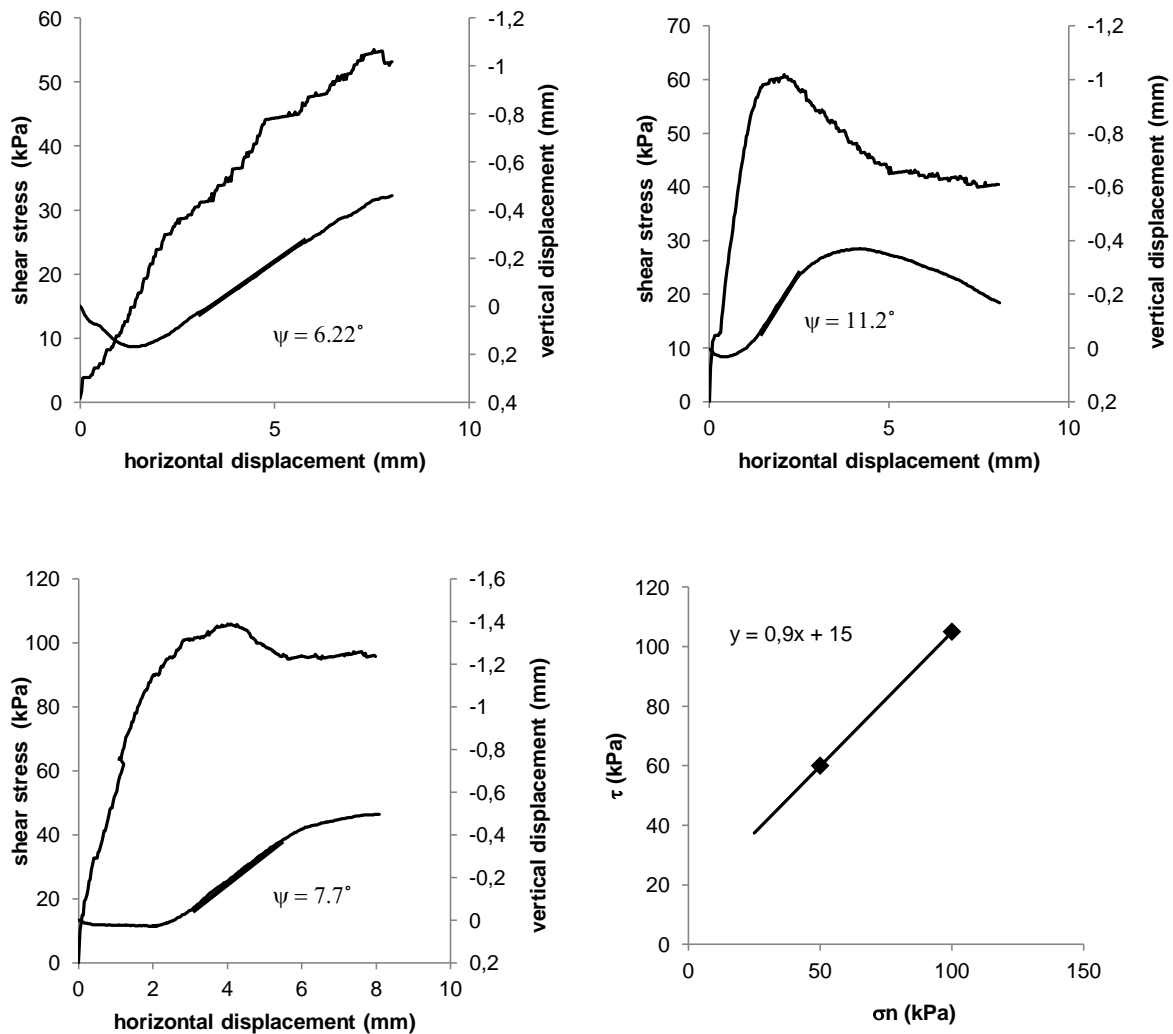 60
50
40
30
20
10
0
shear stress (kPa)
-1,2
-1
-0,8
-0,6
-0,4
-0,2
0
0,2
0,4
vertical displacement (mm)
ψ = 6.22˚
0 5 10
horizontal displacement (mm)
70
60
50
40
30
20
10
0
shear stress (kPa)
-1,2
-1
-0,8
-0,6
-0,4
-0,2
0
0,2
vertical displacement (mm)
ψ = 11.2˚
0 5 10
horizontal displacement (mm)
120
100
80
60
40
20
0
shear stress (kPa)
-1,6
-1,4
-1,2
-1
-0,8
-0,6
-0,4
-0,2
0
0,2
vertical displacement (mm)
ψ = 7.7˚
0 2 4 6 8 10
horizontal displacement (mm)
120
100
80
60
40
20
0
τ (kPa)
y = 0,9x + 15
0 50 100 150
σn (kPa)